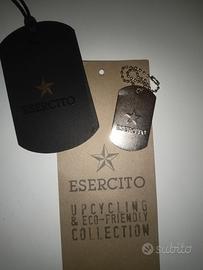 ESERCITO
ESERCITO
ESERCITO
UPCYCLING
& ECO-FRIENDLY
COLLECTION
subito